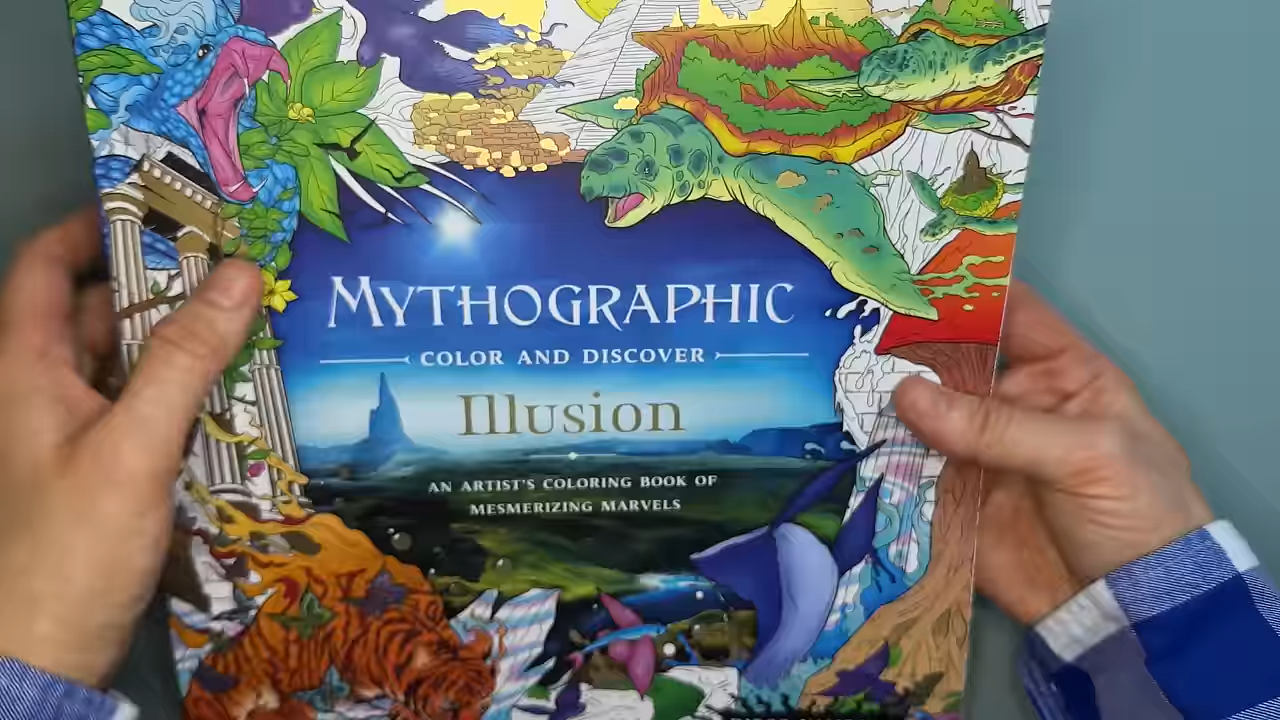 MYTHOGRAPHIC
COLOR AND DISCOVER
Illusion
AN ARTIST'S COLORING BOOK OF
MESMERIZING MARVELS